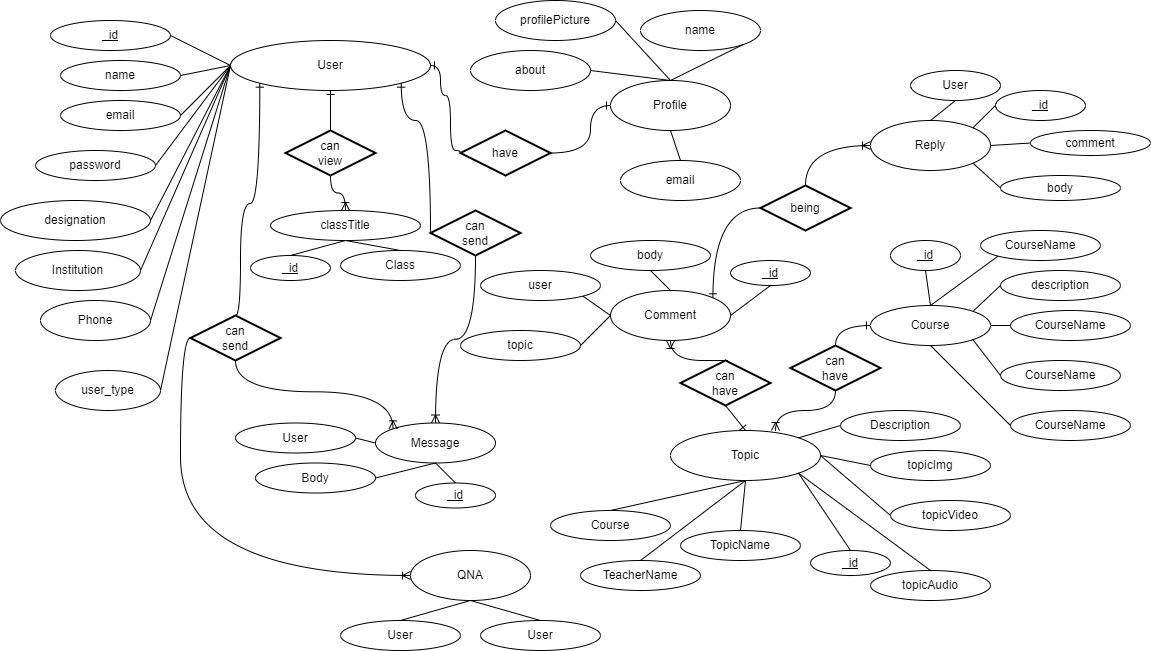 _id
name
email
password
designation
Institution
Phone
user_type
User
can
view
classTitle
_id
Class
can
send
can
send
have
profilePicture
name
about
Profile
email
User
_id
Reply
comment
body
being
body
user
_id
Comment
topic
_id
CourseName
description
Course
CourseName
CourseName
CourseName
can
have
can
have
Message
User
Body
_id
Topic
Description
topicImg
topicVideo
Course
TopicName
TeacherName
_id
topicAudio
QNA
User
User